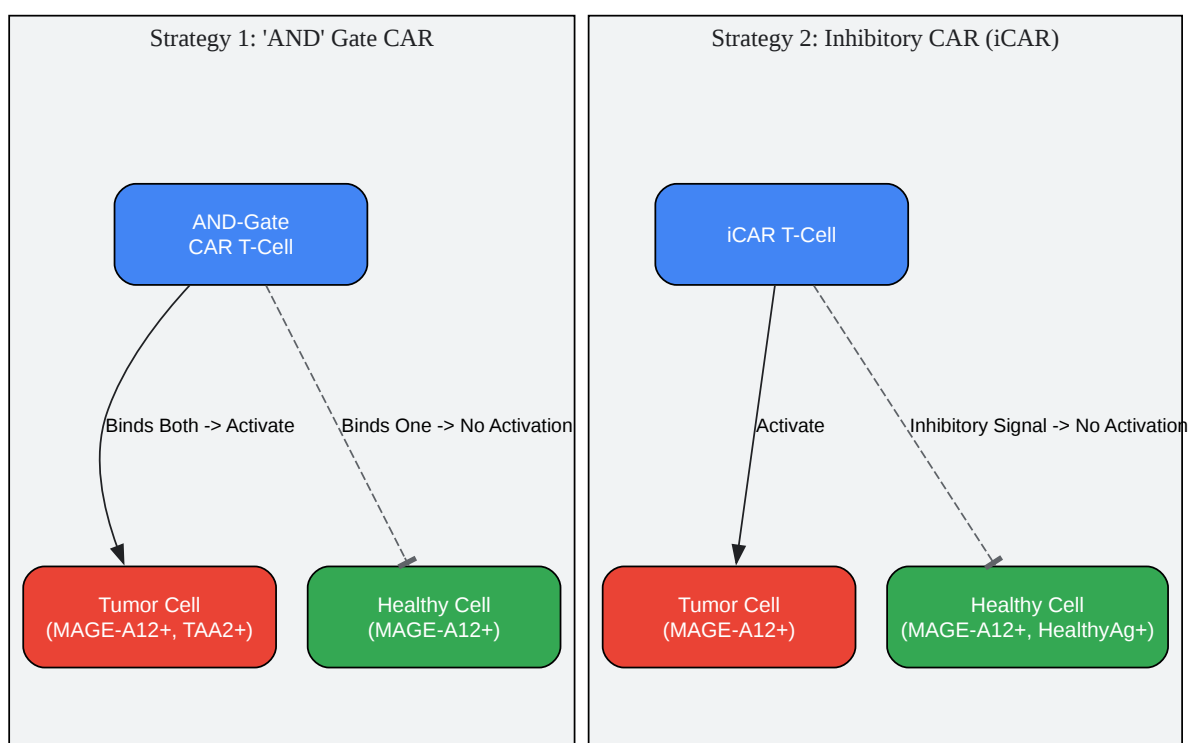 Strategy 1: 'AND' Gate CAR
AND-Gate
CAR T-Cell
Binds Both -> Activate
Binds One -> No Activation
Tumor Cell
(MAGE-A12+, TAA2+)
Healthy Cell
(MAGE-A12+)
Strategy 2: Inhibitory CAR (iCAR)
iCAR T-Cell
Activate
Inhibitory Signal -> No Activation
Tumor Cell
(MAGE-A12+)
Healthy Cell
(MAGE-A12+, HealthyAg+)